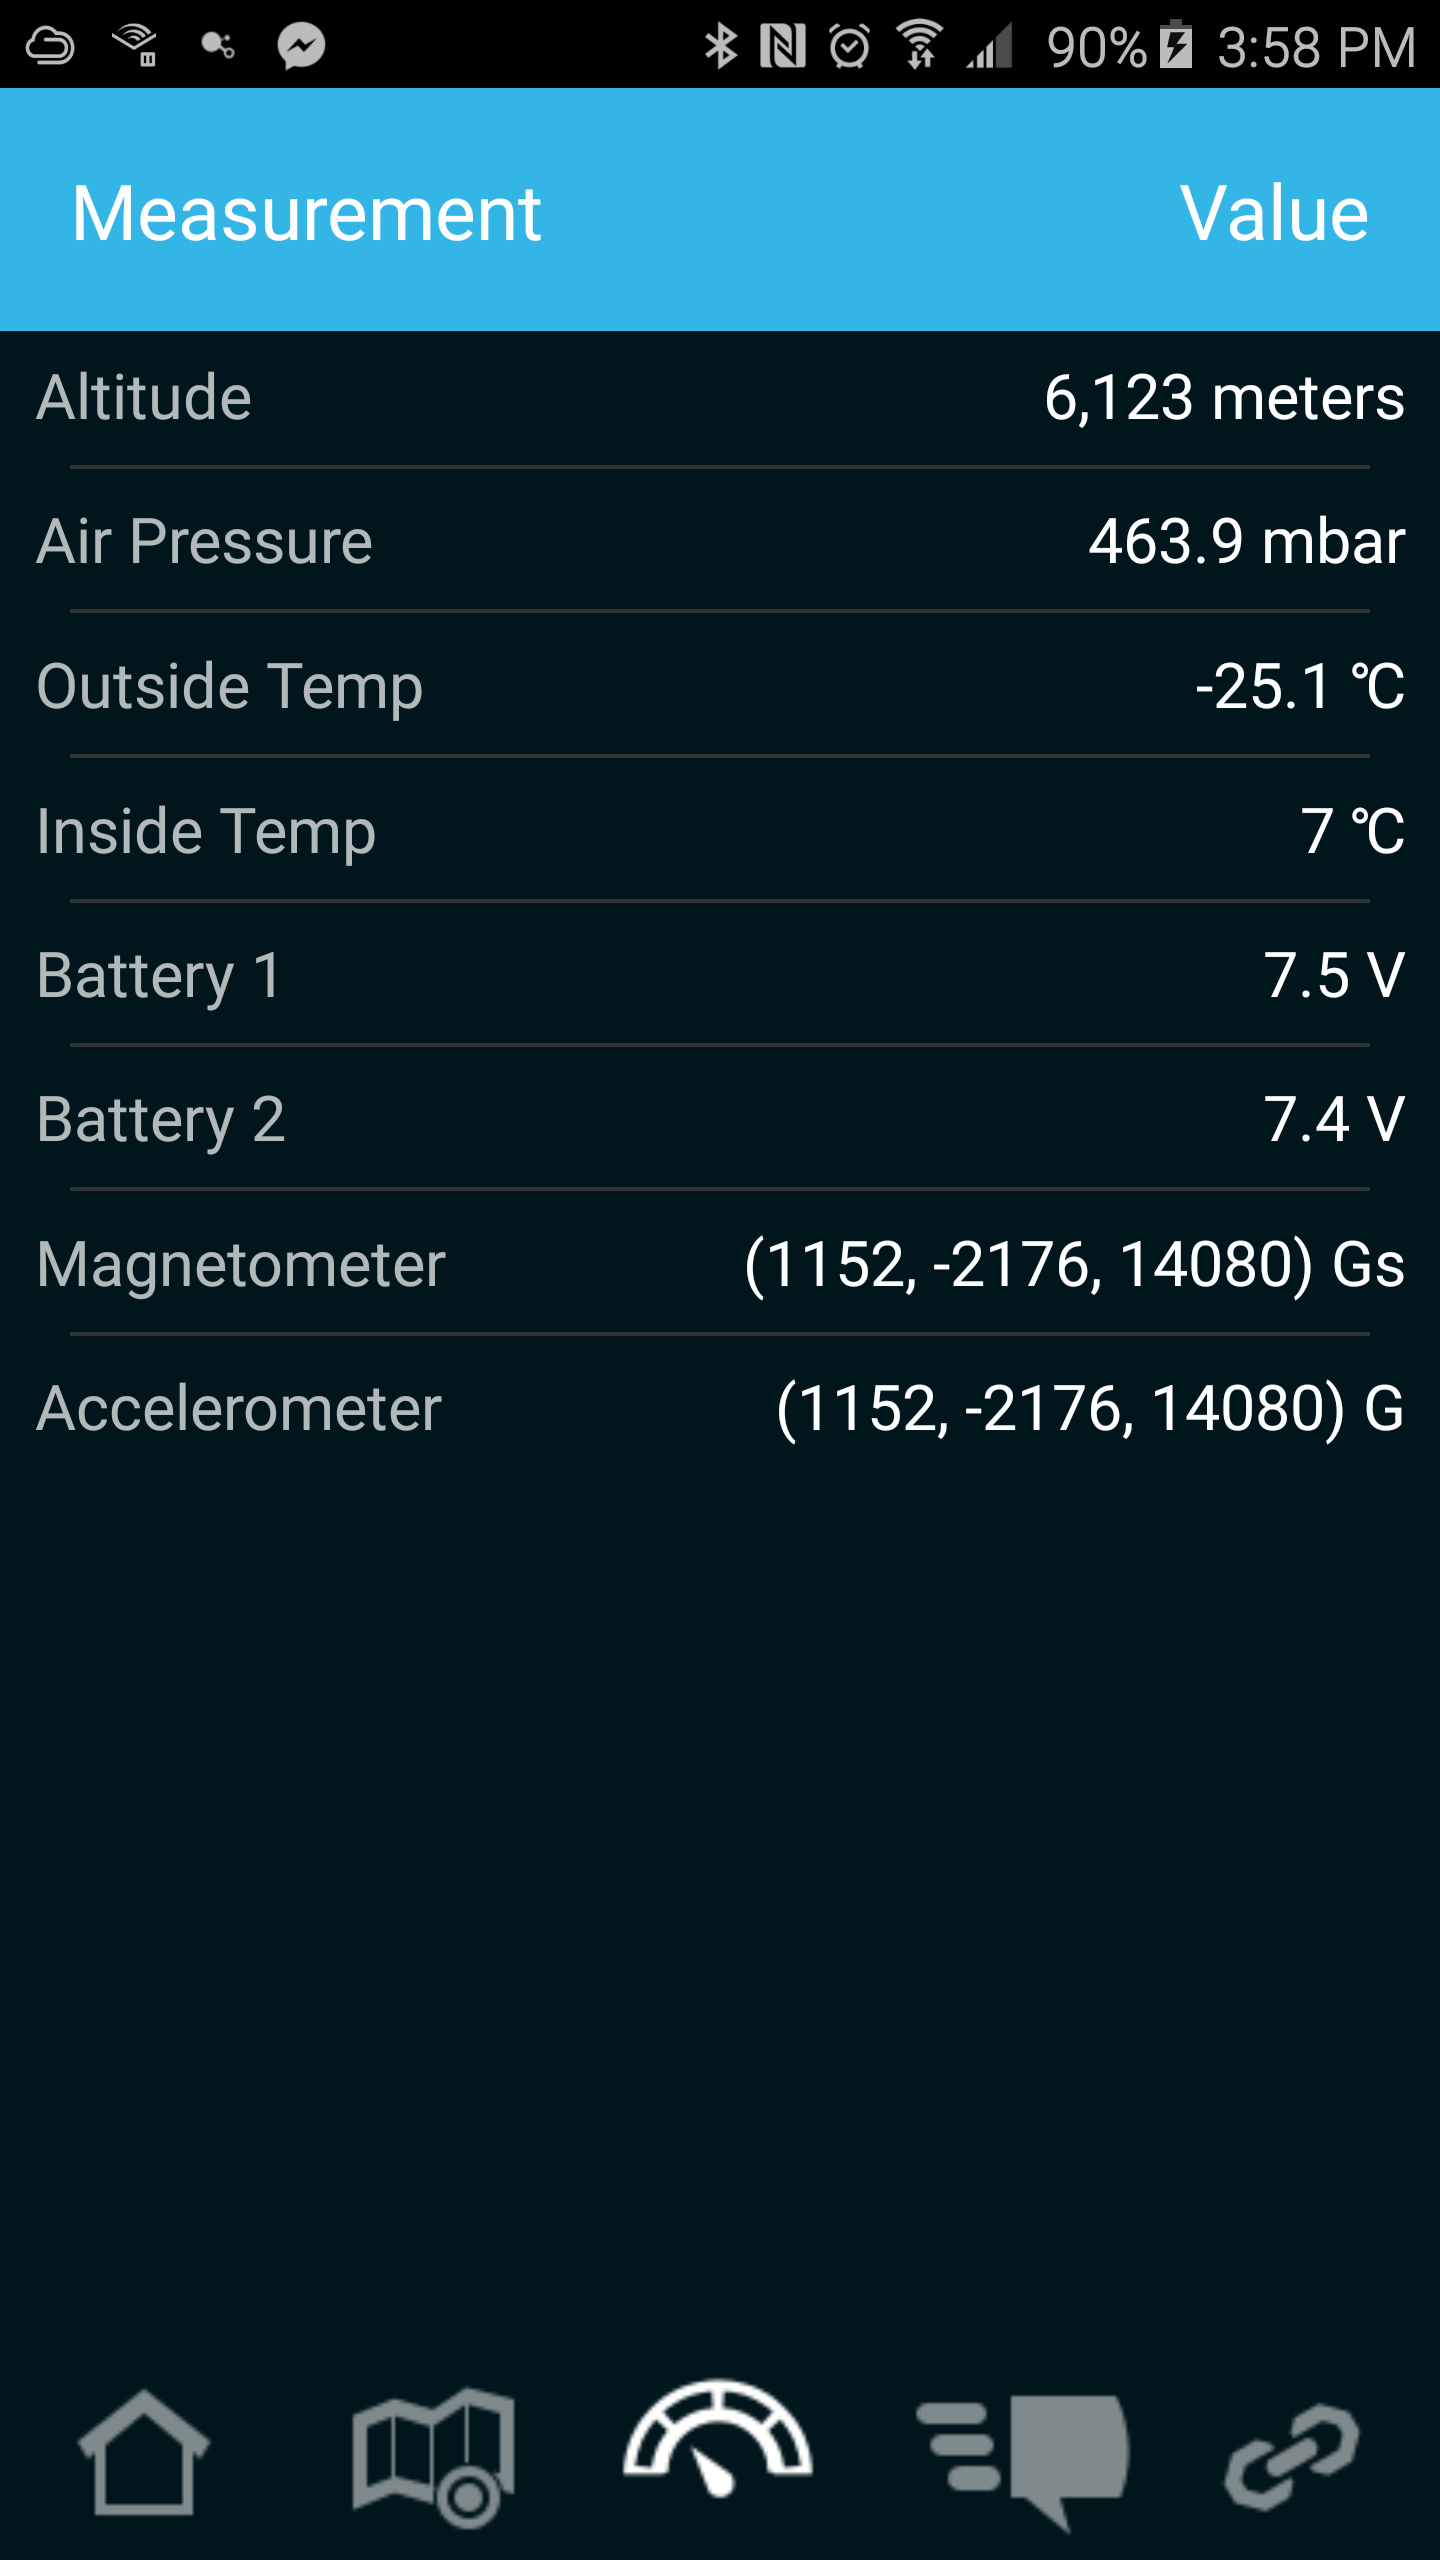 90% 3:58 PM
Measurement Value
Altitude 6,123 meters
Air Pressure 463.9 mbar
Outside Temp -25.1 ℃
Inside Temp 7 ℃
Battery 1 7.5 V
Battery 2 7.4 V
Magnetometer (1152, -2176, 14080) Gs
Accelerometer (1152, -2176, 14080) G